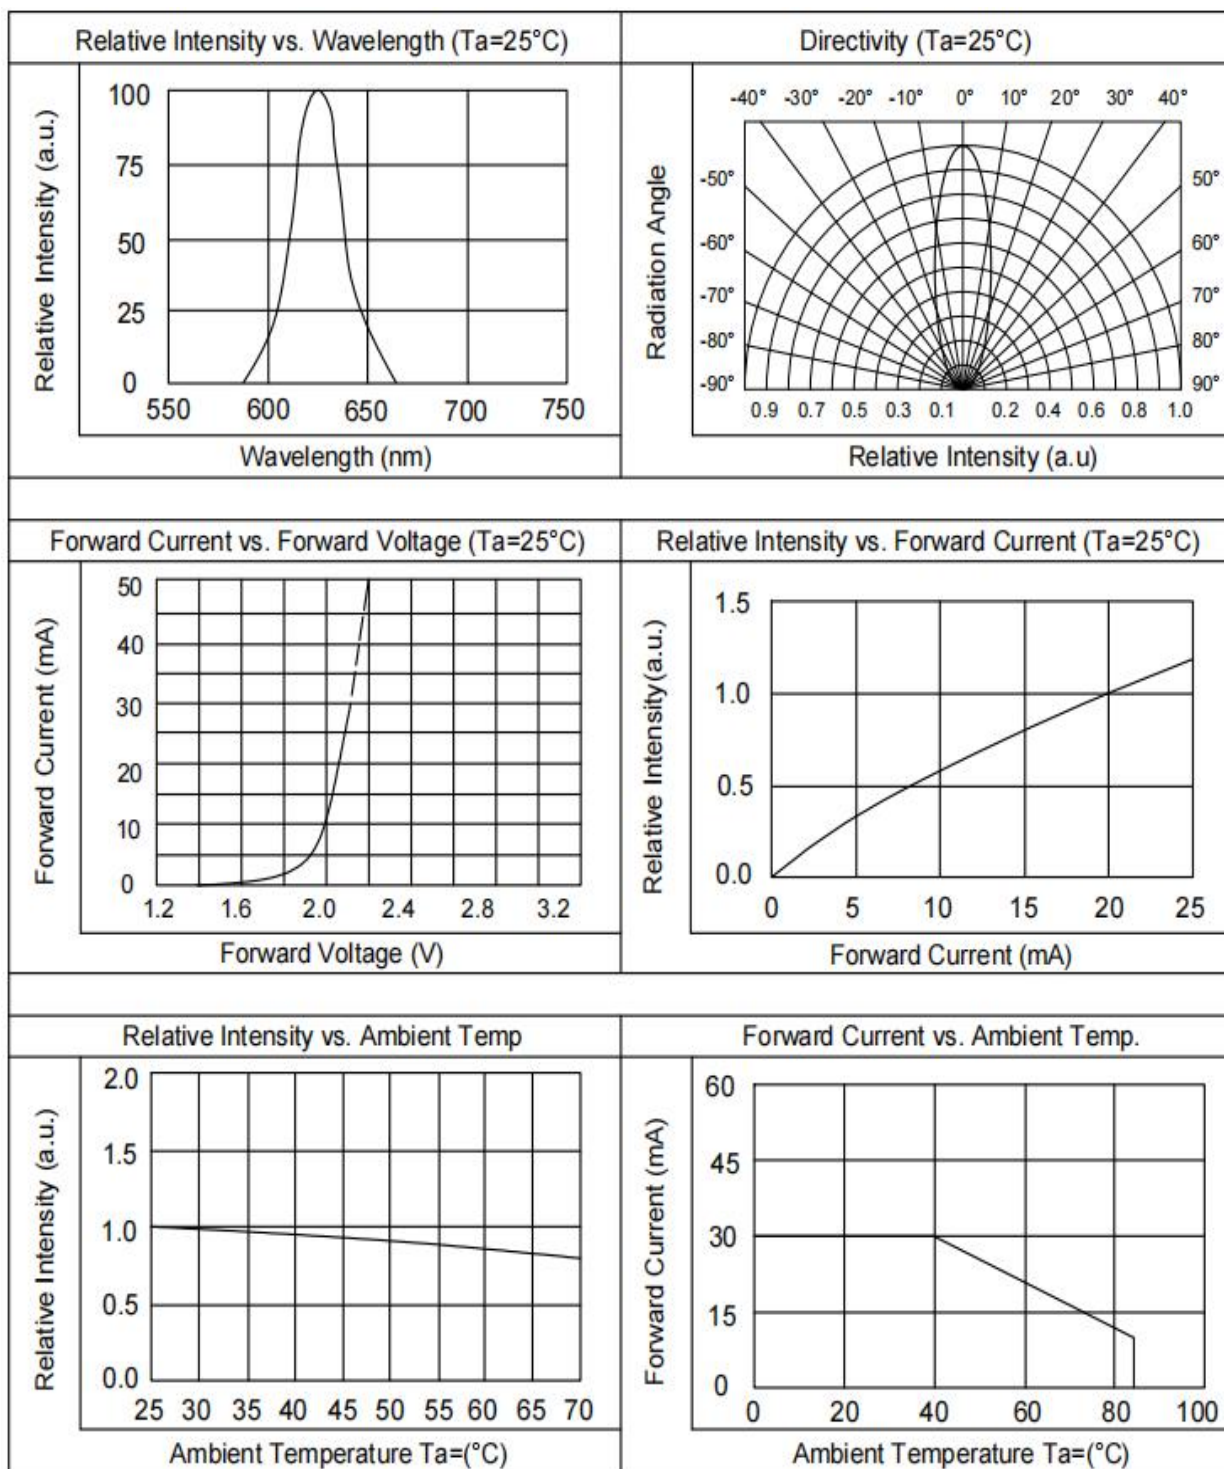 Relative Intensity vs. Wavelength (Ta=25°C)
Relative Intensity (a.u.)
100
75
50
25
0
550 600 650 700 750
Wavelength (nm)
Directivity (Ta=25°C)
-40° -30° -20° -10° 0° 10° 20° 30° 40°
Radiation Angle
-50° 50°
-60° 60°
-70° 70°
-80° 80°
-90° 90°
0.9 0.7 0.5 0.3 0.1 0.2 0.4 0.6 0.8 1.0
Relative Intensity (a.u)
Forward Current vs. Forward Voltage (Ta=25°C)
Forward Current (mA)
50
40
30
20
10
0
1.2 1.6 2.0 2.4 2.8 3.2
Forward Voltage (V)
Relative Intensity vs. Forward Current (Ta=25°C)
Relative Intensity(a.u.)
1.5
1.0
0.5
0.0
0 5 10 15 20 25
Forward Current (mA)
Relative Intensity vs. Ambient Temp
Relative Intensity (a.u.)
2.0
1.5
1.0
0.5
0.0
25 30 35 40 45 50 55 60 65 70
Ambient Temperature Ta=(°C)
Forward Current vs. Ambient Temp.
Forward Current (mA)
60
45
30
15
0
0 20 40 60 80 100
Ambient Temperature Ta=(°C)